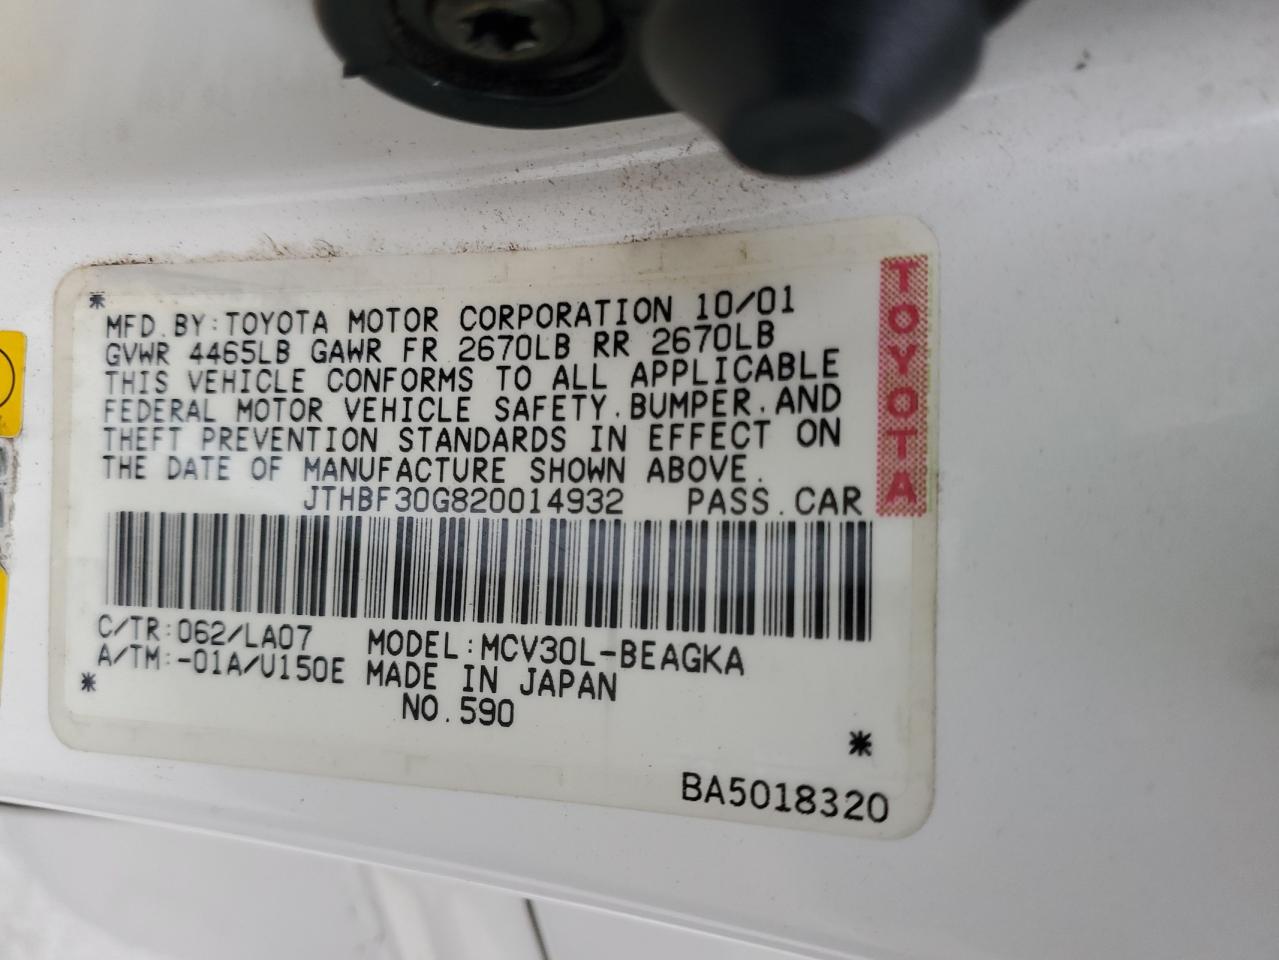 MFD. BY: TOYOTA MOTOR CORPORATION 10/01
GVWR 4465LB GAWR FR 2670LB RR 2670LB
THIS VEHICLE CONFORMS TO ALL APPLICABLE
FEDERAL MOTOR VEHICLE SAFETY, BUMPER, AND
THEFT PREVENTION STANDARDS IN EFFECT ON
THE DATE OF MANUFACTURE SHOWN ABOVE.
JTHBF30G820014932 PASS. CAR
C/TR: 062/LA07 MODEL: MCV30L-BEAGKA
A/TM: -01A/U150E MADE IN JAPAN
NO. 590
BA5018320
TOYOTA